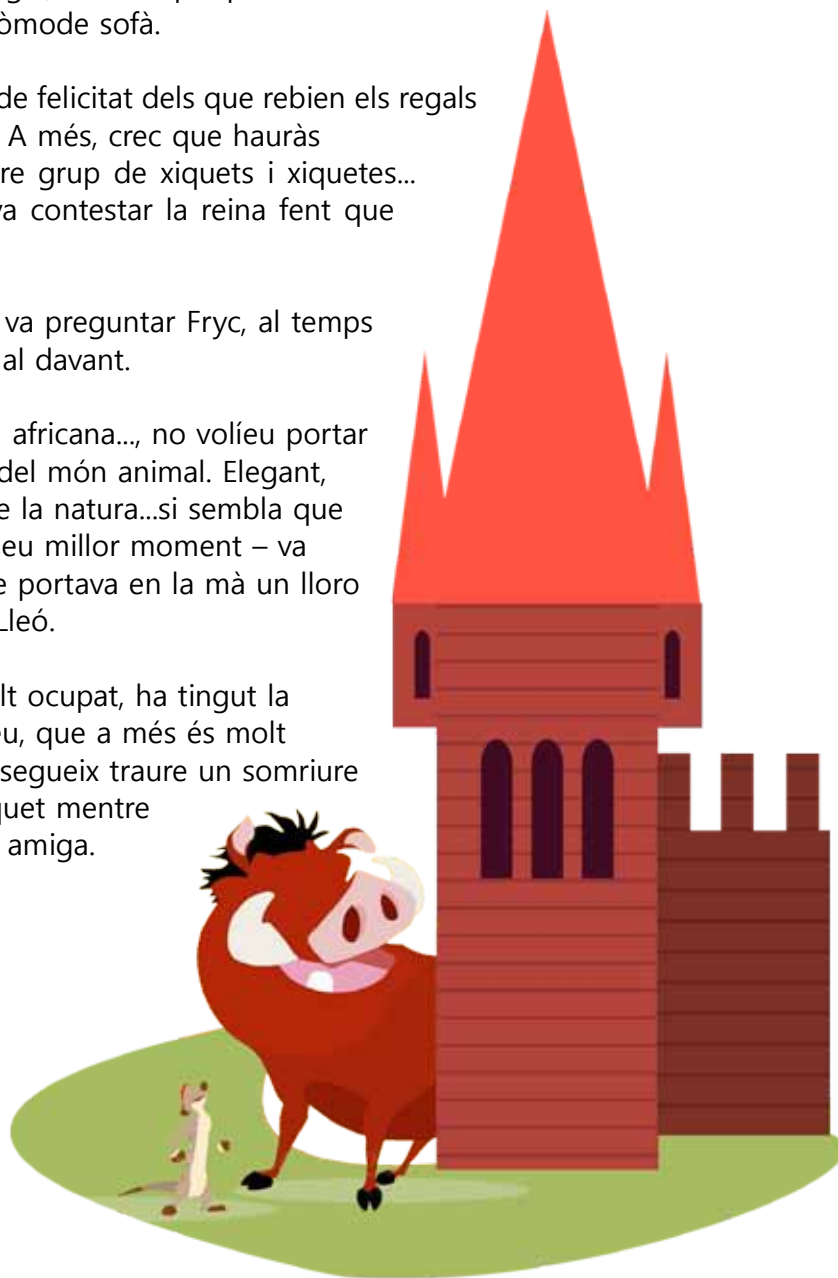 òmode sofà.
de felicitat dels que rebien els regals
A més, crec que hauràs
re grup de xiquets i xiquetes...
va contestar la reina fent que
va preguntar Fryc, al temps
al davant.
africana..., no volíeu portar
del món animal. Elegant,
e la natura...si sembla que
eu millor moment – va
e portava en la mà un lloro
Lleó.
lt ocupat, ha tingut la
eu, que a més és molt
segueix traure un somriure
quet mentre
amiga.